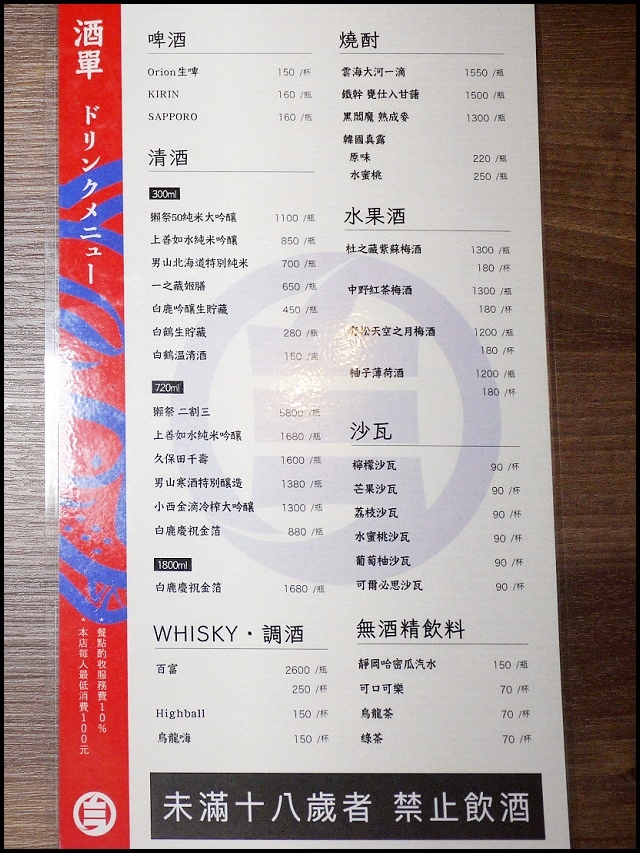 酒單
ドリンクメニュー
*餐點酌收服務費10%
*本店每人最低消費100元
啤酒
Orion生啤 150 /杯
KIRIN 160 /瓶
SAPPORO 160 /瓶
清酒
300ml
獺祭50純米大吟釀 1100 /瓶
上善如水純米吟釀 850 /瓶
男山北海道特別純米 700 /瓶
一之藏姬膳 650 /瓶
白鹿吟釀生貯藏 450 /瓶
白鶴生貯藏 280 /瓶
白鶴温清酒 150
720ml
獺祭 二割三 5800 /瓶
上善如水純米吟釀 1680 /瓶
久保田千壽 1600 /瓶
男山寒酒特別釀造 1380 /瓶
小西金滴冷榨大吟釀 1300 /瓶
白鹿慶祝金箔 880 /瓶
1800ml
白鹿慶祝金箔 1680 /瓶
WHISKY・調酒
百富 2600 /瓶
250 /杯
Highball 150 /杯
烏龍嗨 150 /杯
燒酎
雲海大河一滴 1550 /瓶
鐵幹 甕仕入甘藷 1500 /瓶
黑閻魔 熟成麥 1300 /瓶
韓國真露
原味 220 /瓶
水蜜桃 250 /瓶
水果酒
杜之藏紫蘇梅酒 1300 /瓶
180 /杯
中野紅茶梅酒 1300 /瓶
180 /杯
老松天空之月梅酒 1200 /瓶
180 /杯
柚子薄荷酒 1200 /瓶
180 /杯
沙瓦
檸檬沙瓦 90 /杯
芒果沙瓦 90 /杯
荔枝沙瓦 90 /杯
水蜜桃沙瓦 90 /杯
葡萄柚沙瓦 90 /杯
可爾必思沙瓦 90 /杯
無酒精飲料
靜岡哈密瓜汽水 150 /瓶
可口可樂 70 /杯
烏龍茶 70 /杯
綠茶 70 /杯
未滿十八歲者 禁止飲酒